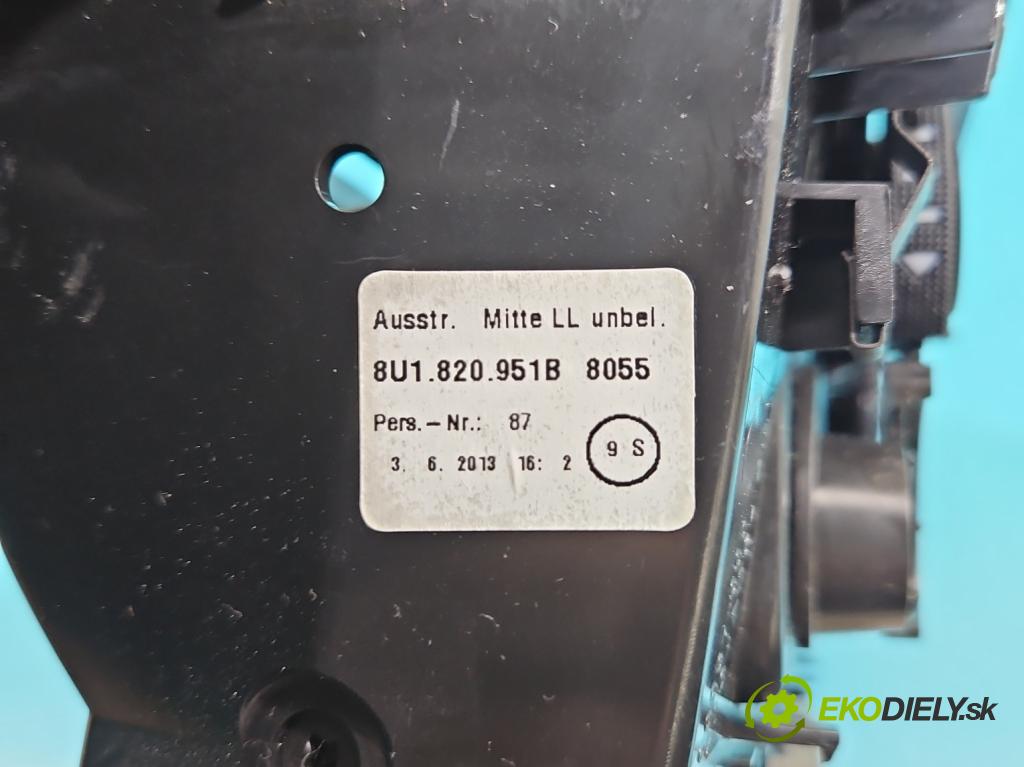 Ausstr. Mitte LL unbel.
8U1.820.951B 8055
Pers.-Nr.: 87
3. 6. 2013 16: 2
9 S
EKODIELY.sk